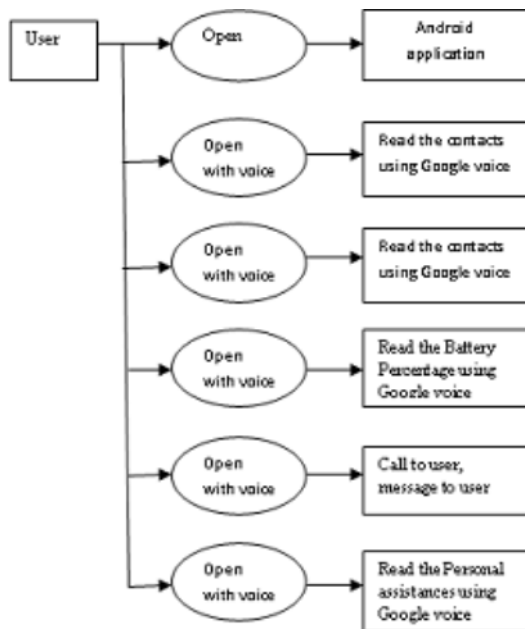 User
Open
Android
application
Open
with voice
Read the contacts
using Google voice
Open
with voice
Read the contacts
using Google voice
Open
with voice
Read the Battery
Percentage using
Google voice
Open
with voice
Call to user,
message to user
Open
with voice
Read the Personal
assistances using
Google voice